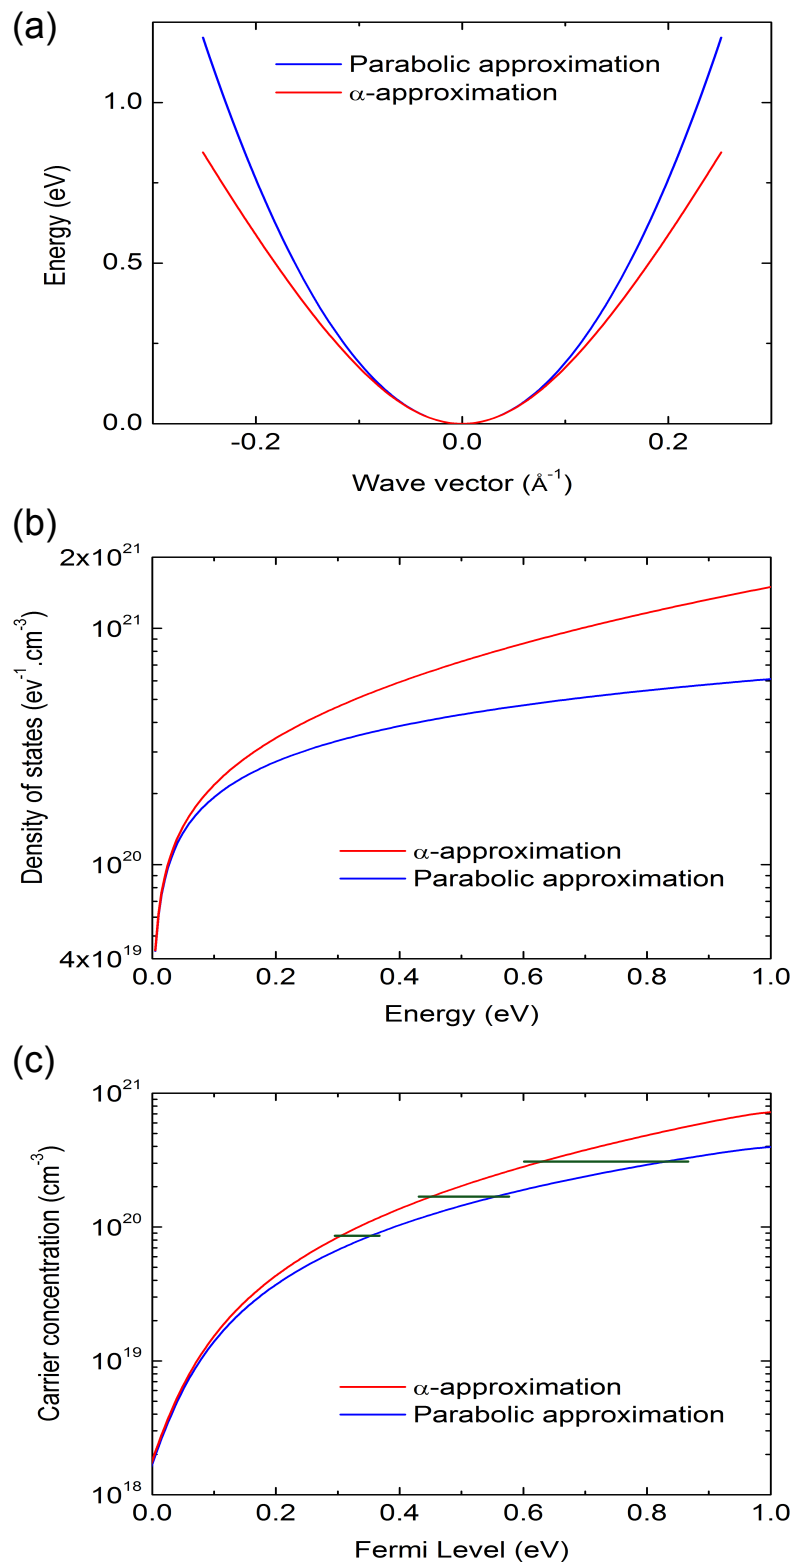 (a)
Parabolic approximation
α-approximation
1.0
0.5
0.0
Energy (eV)
-0.2 0.0 0.2
Wave vector (Å⁻¹)
(b)
2x10²¹
10²¹
10²⁰
4x10¹⁹
Density of states (ev⁻¹.cm⁻³)
α-approximation
Parabolic approximation
0.0 0.2 0.4 0.6 0.8 1.0
Energy (eV)
(c)
10²¹
10²⁰
10¹⁹
10¹⁸
Carrier concentration (cm⁻³)
α-approximation
Parabolic approximation
0.0 0.2 0.4 0.6 0.8 1.0
Fermi Level (eV)